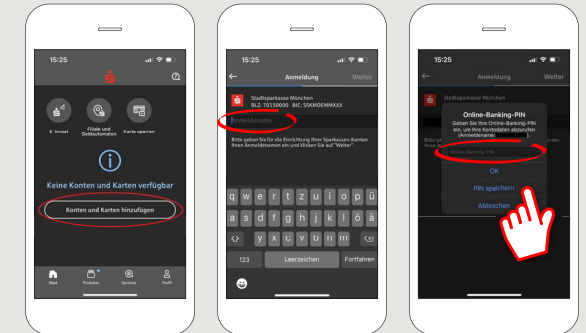 15:25
S-Invest
Filiale und
Geldautomaten
Karte sperren
Keine Konten und Karten verfügbar
Konten und Karten hinzufügen
Start
Produkte
Services
Profil
15:25
Anmeldung
Weiter
Stadtsparkasse München
BLZ: 70150000 BIC: SSKMDEMMXXX
Anmeldename
Bitte geben Sie für die Einrichtung Ihrer Sparkassen-Konten
Ihren Anmeldenamen ein und klicken Sie auf "Weiter".
q w e r t z u i o p ü
a s d f g h j k l ö ä
y x c v b n m
123
Leerzeichen
Fortfahren
15:25
Anmeldung
Weiter
Stadtsparkasse München
Online-Banking-PIN
Geben Sie Ihre Online-Banking-PIN
ein, um Ihre Kontodaten abzurufen
(Anmeldename:
).
Online-Banking-PIN
OK
PIN speichern
Abbrechen